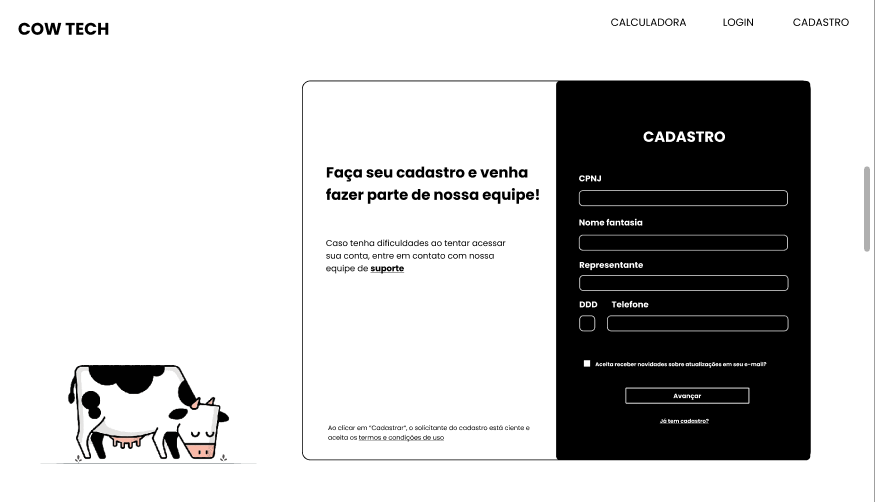 COW TECH
CALCULADORA LOGIN CADASTRO
Faça seu cadastro e venha
fazer parte de nossa equipe!
Caso tenha dificuldades ao tentar acessar
sua conta, entre em contato com nossa
equipe de suporte
Ao clicar em "Cadastrar", o solicitante do cadastro está ciente e
aceita os termos e condições de uso
CADASTRO
CPNJ
Nome fantasia
Representante
DDD Telefone
Aceita receber novidades sobre atualizações em seu e-mail?
Avançar
Já tem cadastro?